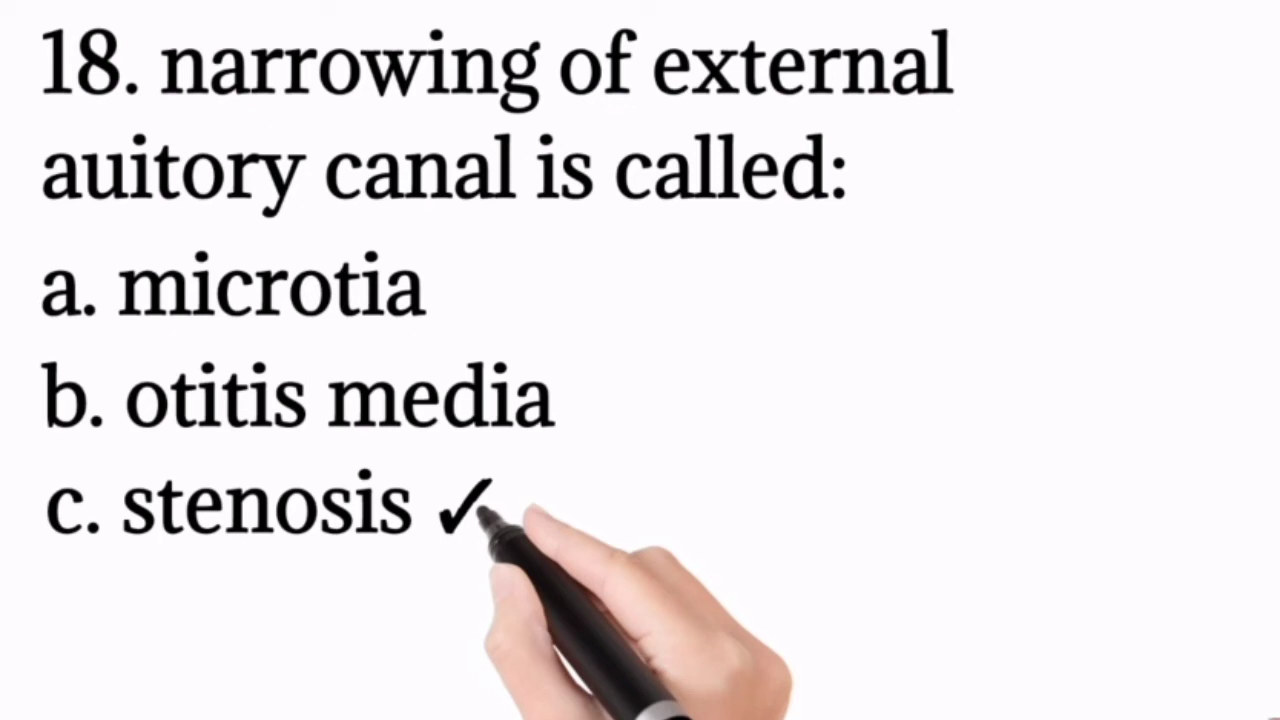 18. narrowing of external
auitory canal is called:
a. microtia
b. otitis media
c. stenosis ✓